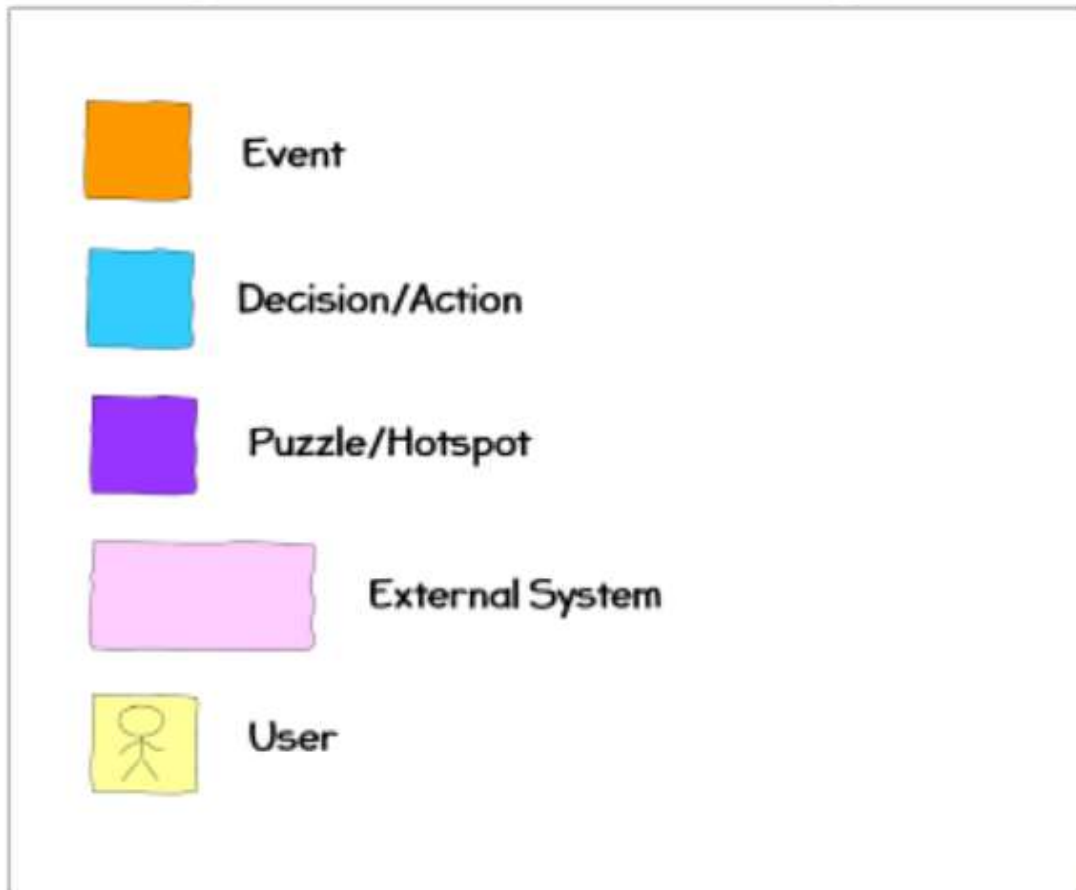 Event
Decision/Action
Puzzle/Hotspot
External System
User